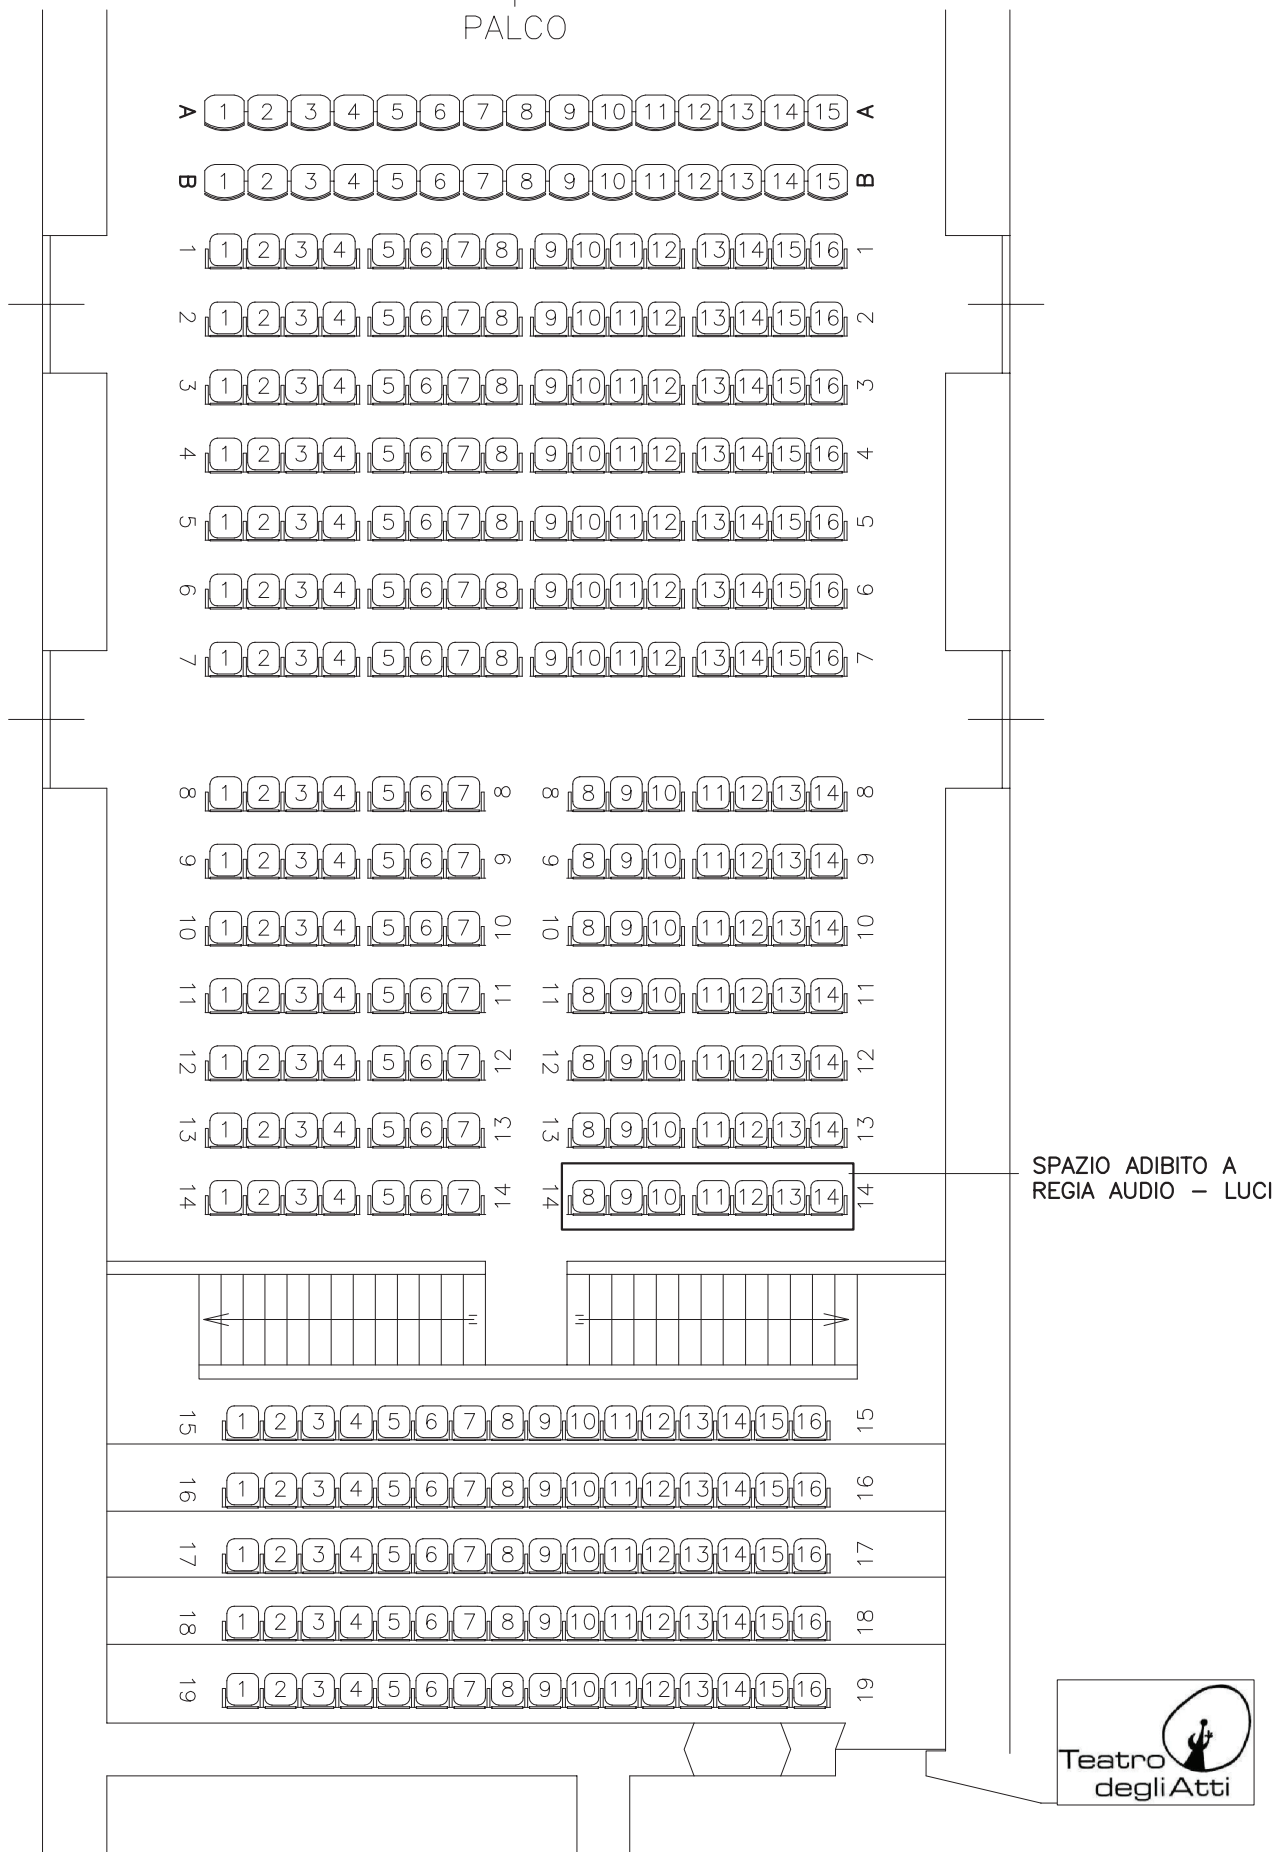 PALCO
A 1 2 3 4 5 6 7 8 9 10 11 12 13 14 15 A
B 1 2 3 4 5 6 7 8 9 10 11 12 13 14 15 B
1 1 2 3 4 5 6 7 8 9 10 11 12 13 14 15 16 1
2 1 2 3 4 5 6 7 8 9 10 11 12 13 14 15 16 2
3 1 2 3 4 5 6 7 8 9 10 11 12 13 14 15 16 3
4 1 2 3 4 5 6 7 8 9 10 11 12 13 14 15 16 4
5 1 2 3 4 5 6 7 8 9 10 11 12 13 14 15 16 5
6 1 2 3 4 5 6 7 8 9 10 11 12 13 14 15 16 6
7 1 2 3 4 5 6 7 8 9 10 11 12 13 14 15 16 7
8 1 2 3 4 5 6 7 8 8 8 9 10 11 12 13 14 8
9 1 2 3 4 5 6 7 9 9 8 9 10 11 12 13 14 9
10 1 2 3 4 5 6 7 10 10 8 9 10 11 12 13 14 10
11 1 2 3 4 5 6 7 11 11 8 9 10 11 12 13 14 11
12 1 2 3 4 5 6 7 12 12 8 9 10 11 12 13 14 12
13 1 2 3 4 5 6 7 13 13 8 9 10 11 12 13 14 13
14 1 2 3 4 5 6 7 14 14 8 9 10 11 12 13 14 14
SPAZIO ADIBITO A
REGIA AUDIO – LUCI
15 1 2 3 4 5 6 7 8 9 10 11 12 13 14 15 16 15
16 1 2 3 4 5 6 7 8 9 10 11 12 13 14 15 16 16
17 1 2 3 4 5 6 7 8 9 10 11 12 13 14 15 16 17
18 1 2 3 4 5 6 7 8 9 10 11 12 13 14 15 16 18
19 1 2 3 4 5 6 7 8 9 10 11 12 13 14 15 16 19
Teatro
degli Atti